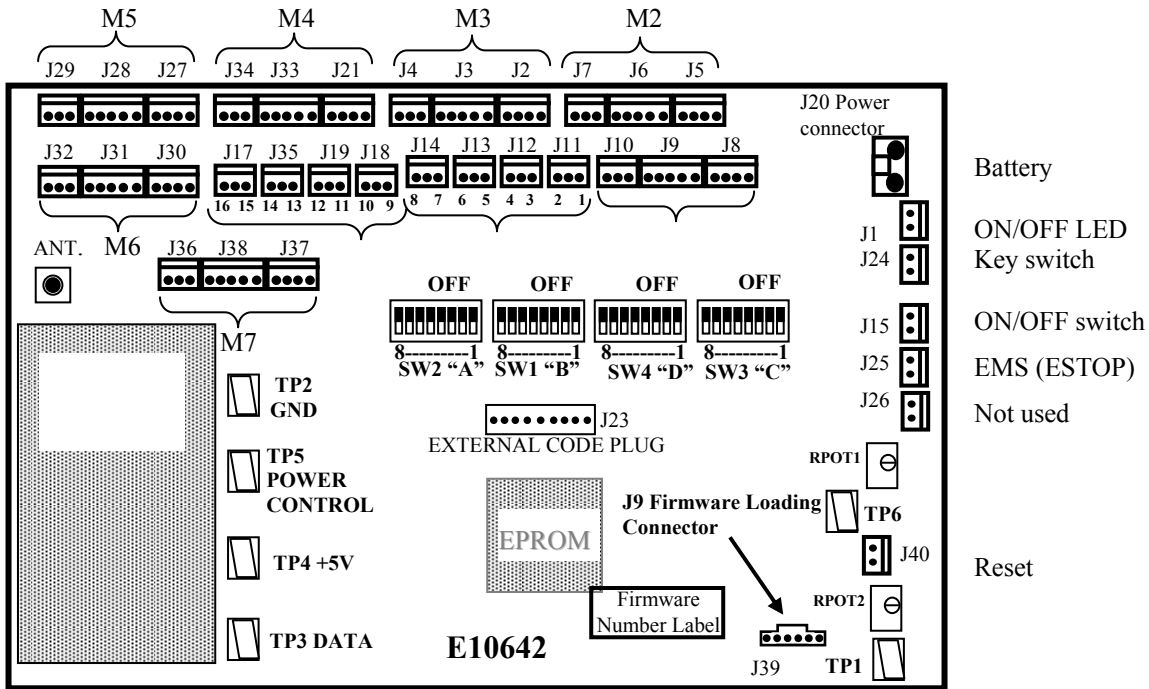 M5 M4 M3 M2
J29 J28 J27 J34 J33 J21 J4 J3 J2 J7 J6 J5
J20 Power
connector
J32 J31 J30 J17 J35 J19 J18 J14 J13 J12 J11 J10 J9 J8
Battery
16 15 14 13 12 11 10 9 8 7 6 5 4 3 2 1
J1 ON/OFF LED
ANT. M6 J36 J38 J37
J24 Key switch
OFF OFF OFF OFF
J15 ON/OFF switch
M7
8---------1 8---------1 8---------1 8---------1
SW2 “A” SW1 “B” SW4 “D” SW3 “C”
J25 EMS (ESTOP)
TP2
GND
J26 Not used
J23
EXTERNAL CODE PLUG
TP5
POWER
CONTROL
RPOT1
J9 Firmware Loading
Connector
TP6
EPROM
TP4 +5V
J40
Reset
Firmware
Number Label
RPOT2
TP3 DATA
E10642
J39
TP1